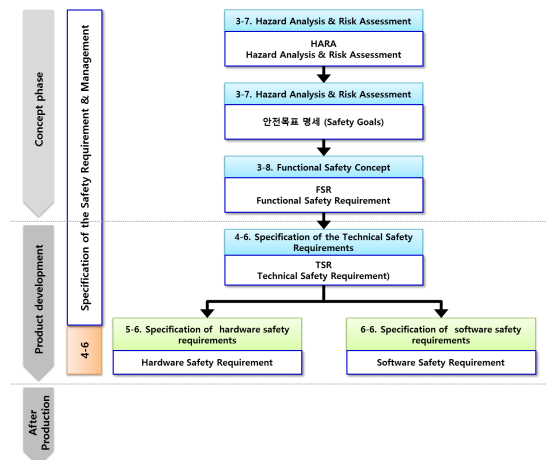 Concept phase
Product development
After
Production
Specification of the Safety Requirement & Management
4-6
3-7. Hazard Analysis & Risk Assessment
HARA
Hazard Analysis & Risk Assessment
3-7. Hazard Analysis & Risk Assessment
안전목표 명세 (Safety Goals)
3-8. Functional Safety Concept
FSR
Functional Safety Requirement
4-6. Specification of the Technical Safety
Requirements
TSR
Technical Safety Requirement)
5-6. Specification of hardware safety
requirements
Hardware Safety Requirement
6-6. Specification of software safety
requirements
Software Safety Requirement